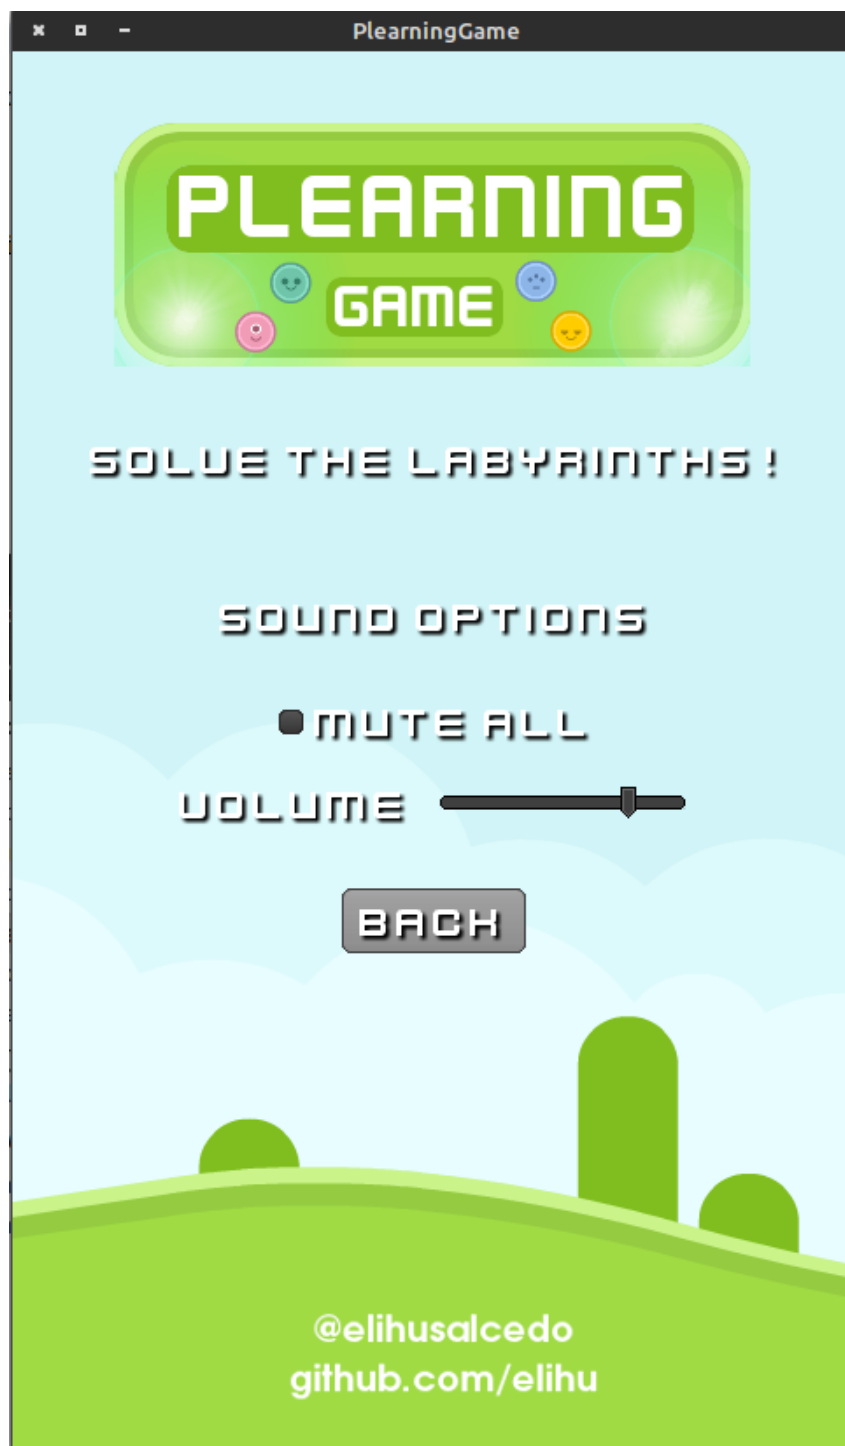 PlearningGame
PLEARNING
GAME
SOLVE THE LABYRINTHS !
SOUND OPTIONS
MUTE ALL
VOLUME
BACK
@elihusalcedo
github.com/elihu